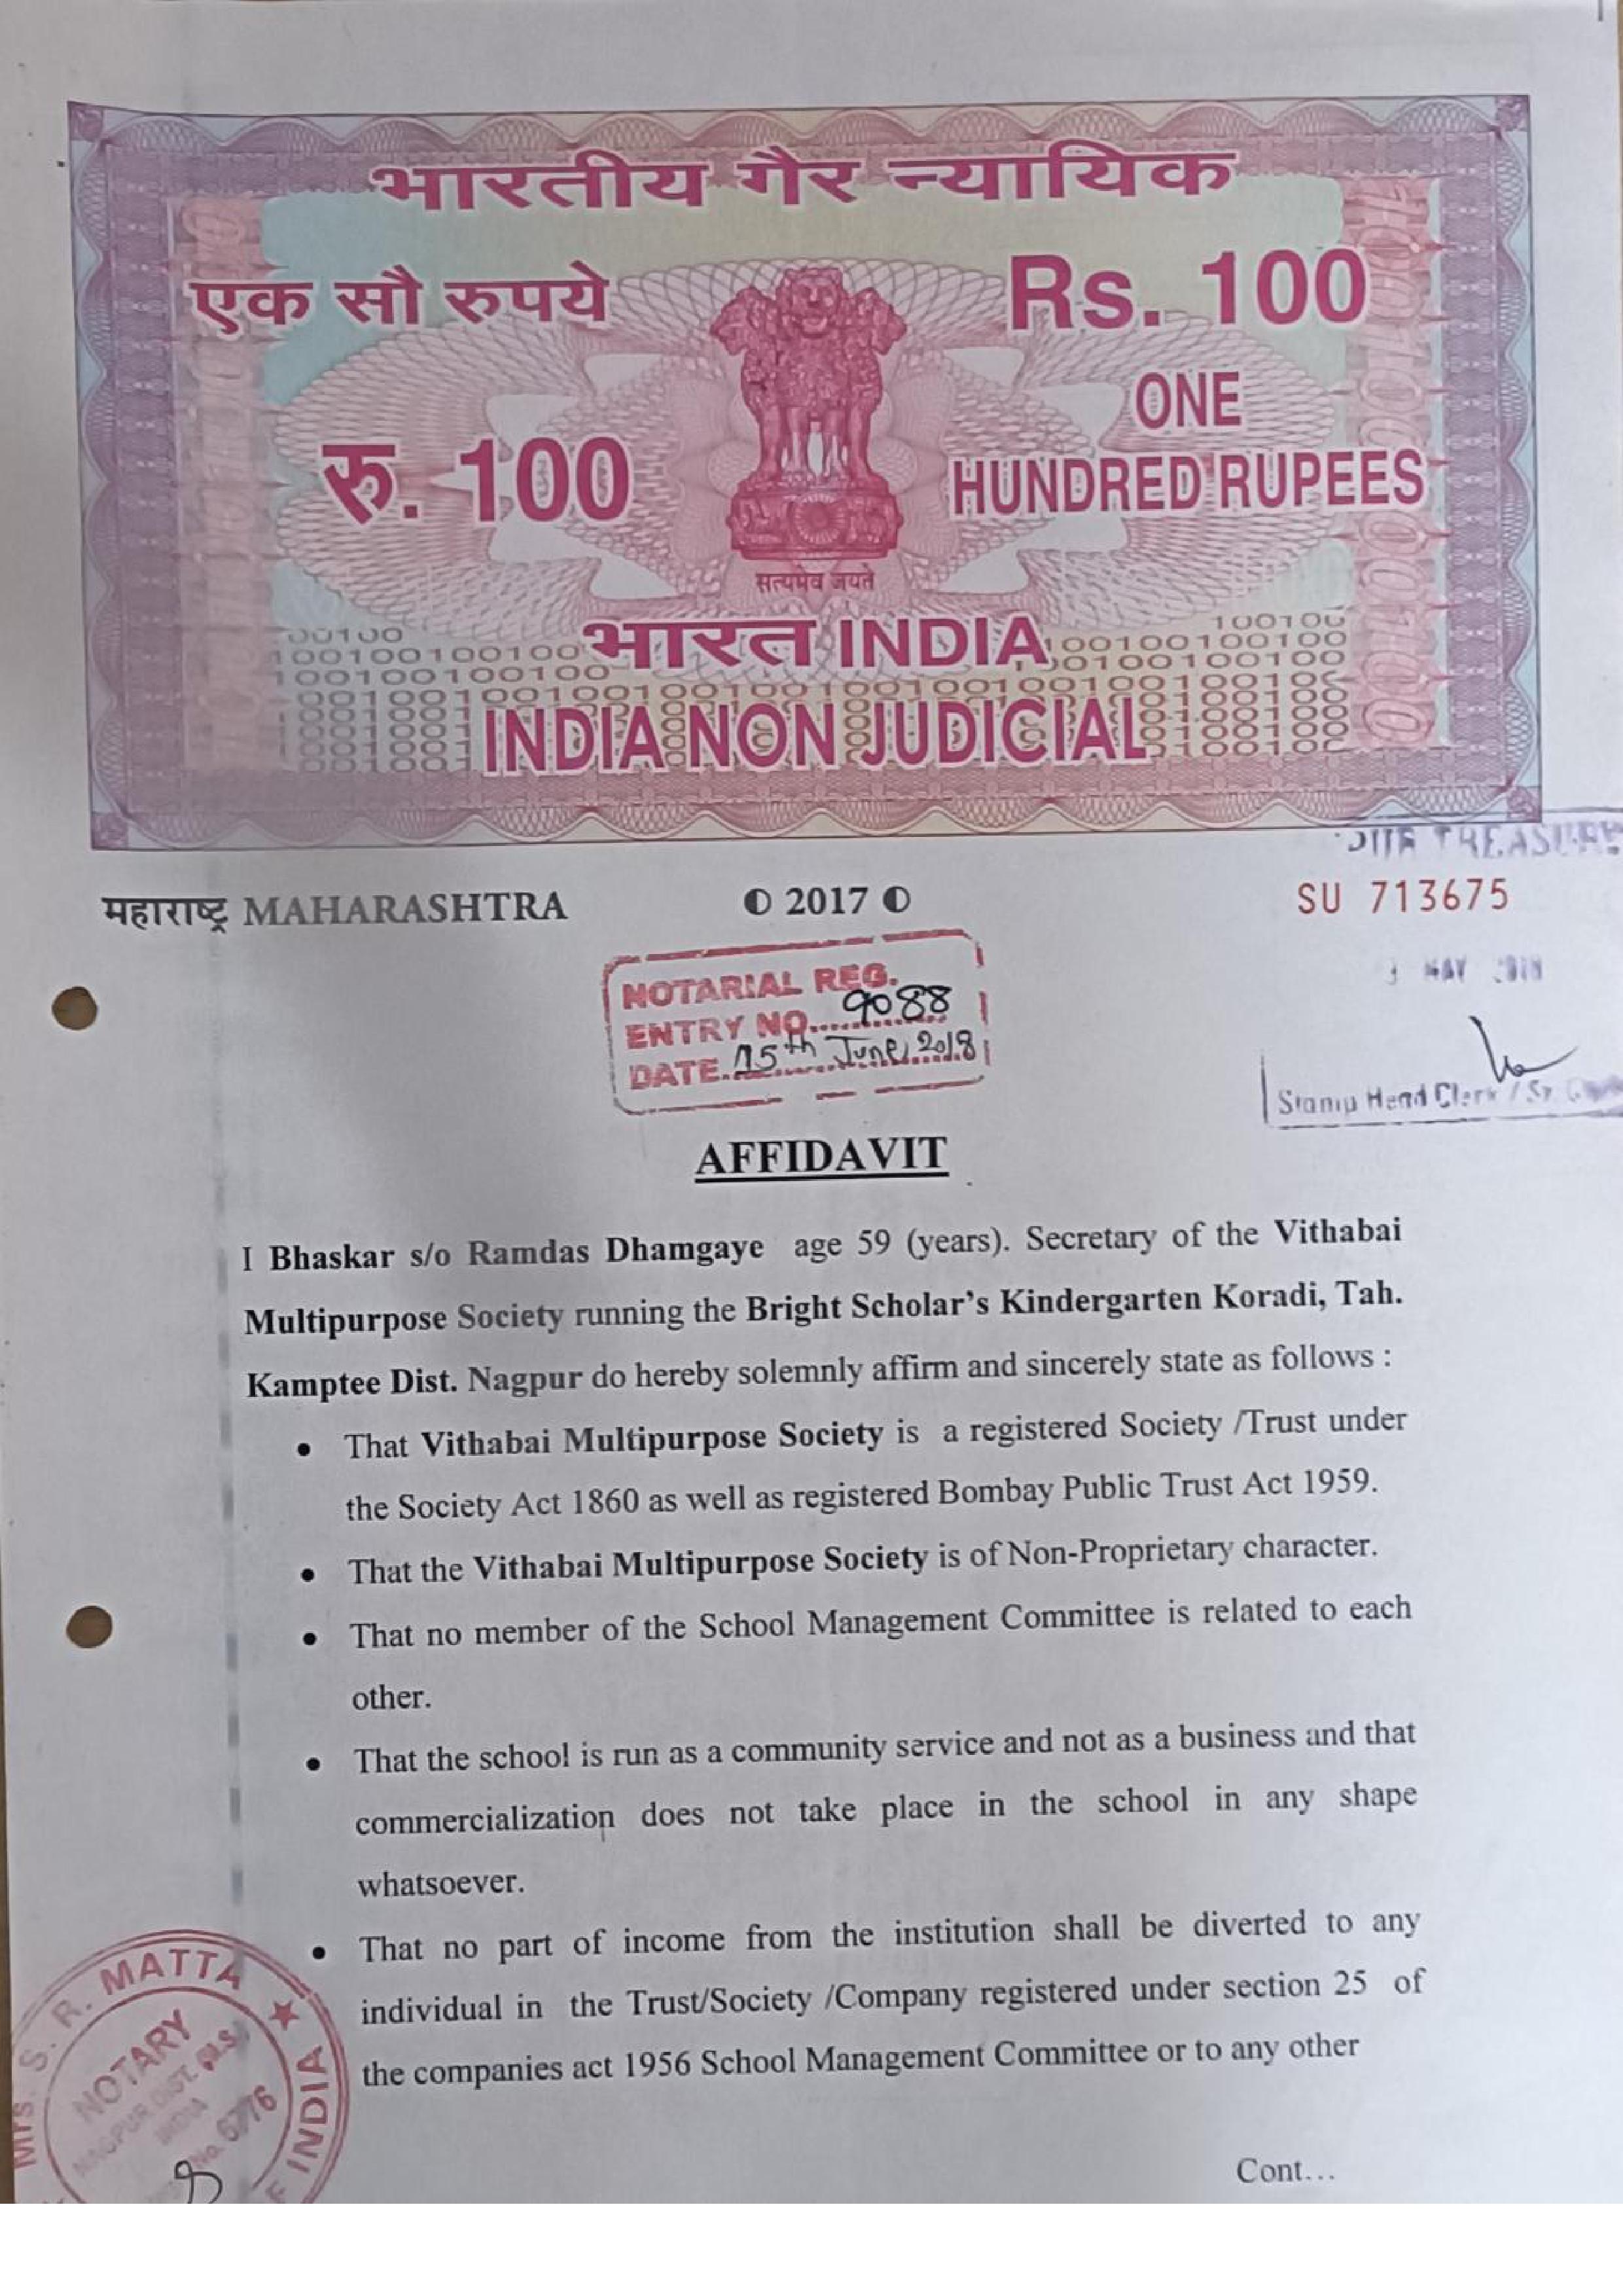 भारतीय गैर न्यायिक
एक सौ रुपये
Rs. 100
रु. 100
ONE
HUNDRED RUPEES
सत्यमेव जयते
भारत INDIA
INDIA NON JUDICIAL
TREASURY
महाराष्ट्र MAHARASHTRA
2017
SU 713675
MAY
NOTARIAL REG.
ENTRY NO. 9088
DATE. 15th June, 2018
Stamp Head Clerk / Sr.
AFFIDAVIT
I Bhaskar s/o Ramdas Dhamgaye age 59 (years). Secretary of the Vithabai
Multipurpose Society running the Bright Scholar's Kindergarten Koradi, Tah.
Kamptee Dist. Nagpur do hereby solemnly affirm and sincerely state as follows :
• That Vithabai Multipurpose Society is a registered Society /Trust under
the Society Act 1860 as well as registered Bombay Public Trust Act 1959.
• That the Vithabai Multipurpose Society is of Non-Proprietary character.
• That no member of the School Management Committee is related to each
other.
• That the school is run as a community service and not as a business and that
commercialization does not take place in the school in any shape
whatsoever.
• That no part of income from the institution shall be diverted to any
individual in the Trust/Society /Company registered under section 25 of
the companies act 1956 School Management Committee or to any other
Cont...
Mrs. S. R. MATTA
NOTARY
NAGPUR DIST. (M.S.)
INDIA
No. 6776
INDIA